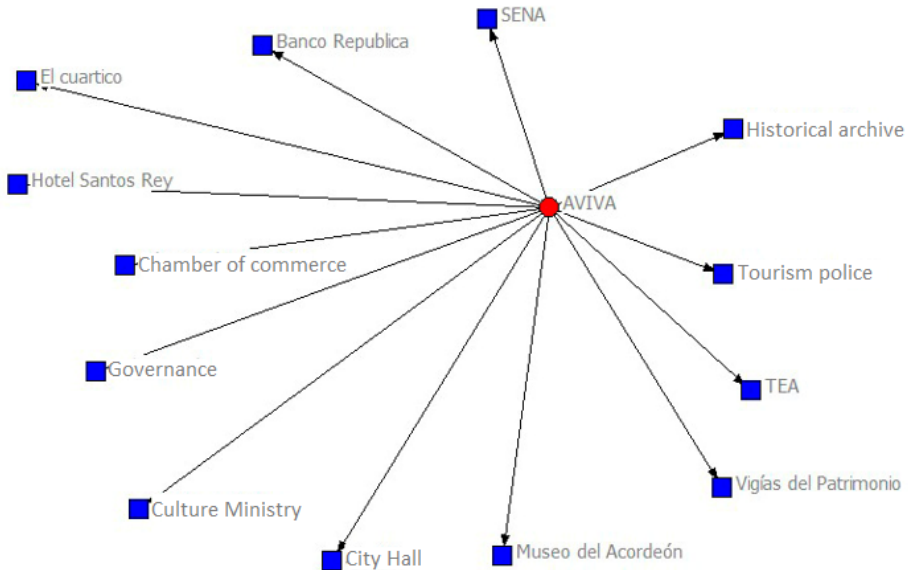 SENA
Banco Republica
El cuartico
Historical archive
Hotel Santos Rey
AVIVA
Chamber of commerce
Tourism police
Governance
TEA
Vigías del Patrimonio
Culture Ministry
Museo del Acordeón
City Hall